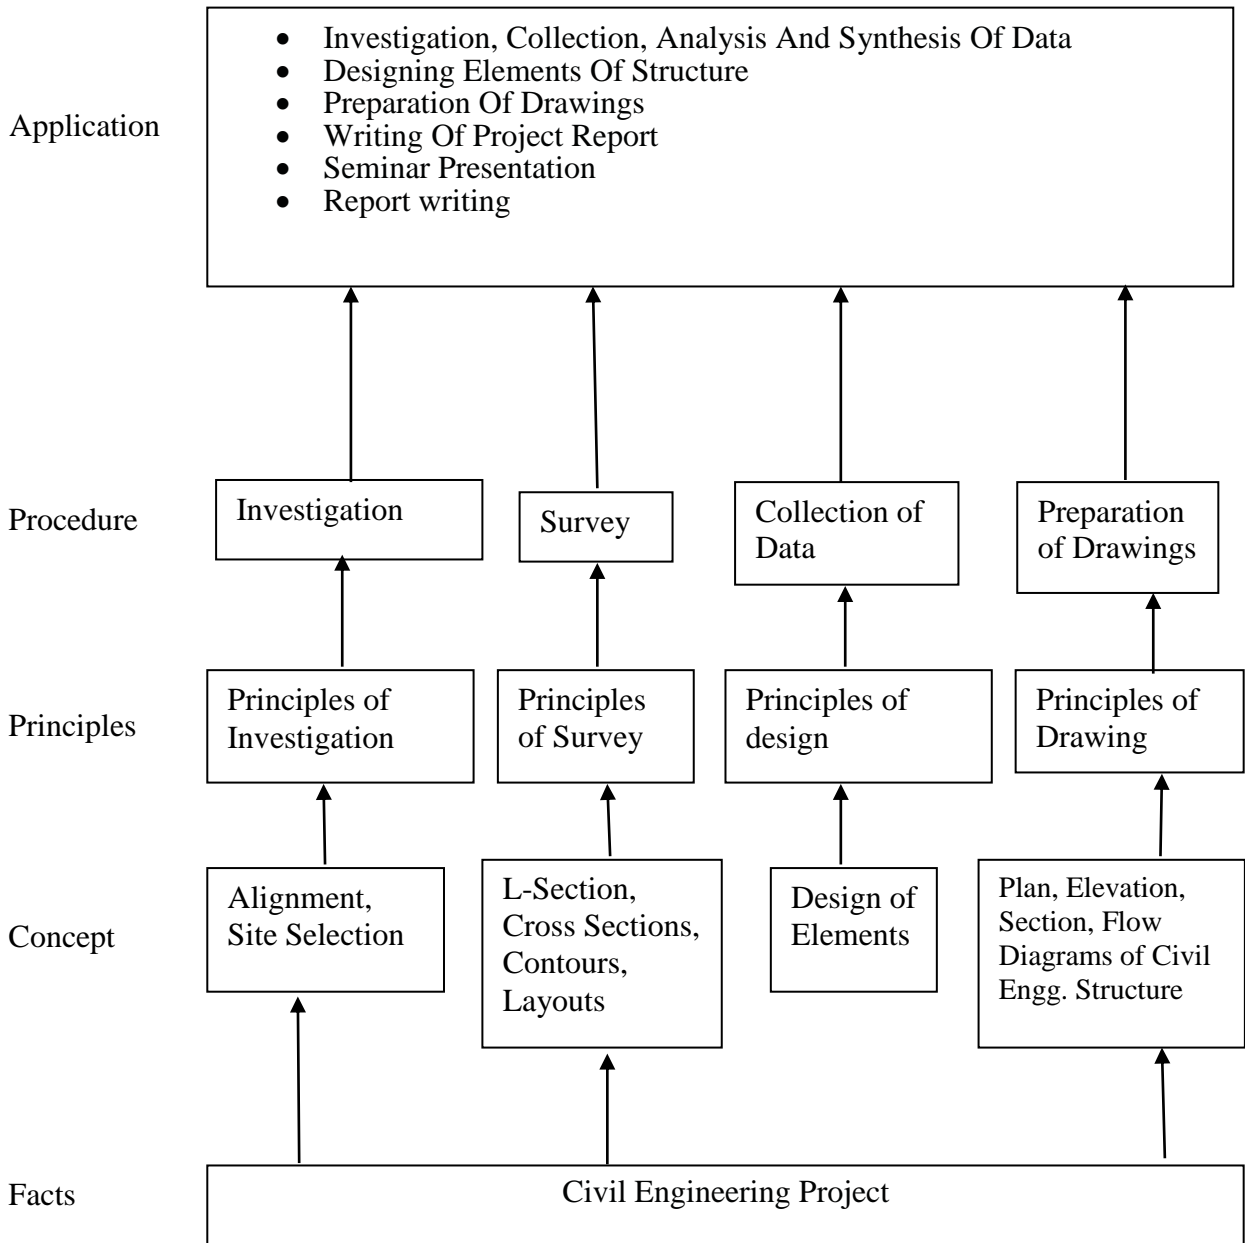 Application
• Investigation, Collection, Analysis And Synthesis Of Data
• Designing Elements Of Structure
• Preparation Of Drawings
• Writing Of Project Report
• Seminar Presentation
• Report writing
Procedure
Investigation
Survey
Collection of
Data
Preparation
of Drawings
Principles
Principles of
Investigation
Principles
of Survey
Principles of
design
Principles of
Drawing
Concept
Alignment,
Site Selection
L-Section,
Cross Sections,
Contours,
Layouts
Design of
Elements
Plan, Elevation,
Section, Flow
Diagrams of Civil
Engg. Structure
Facts
Civil Engineering Project